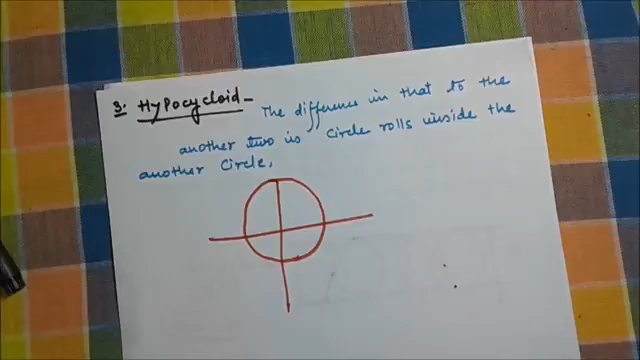 3. Hypocycloid - The difference in that to the
another two is circle rolls inside the
another circle,